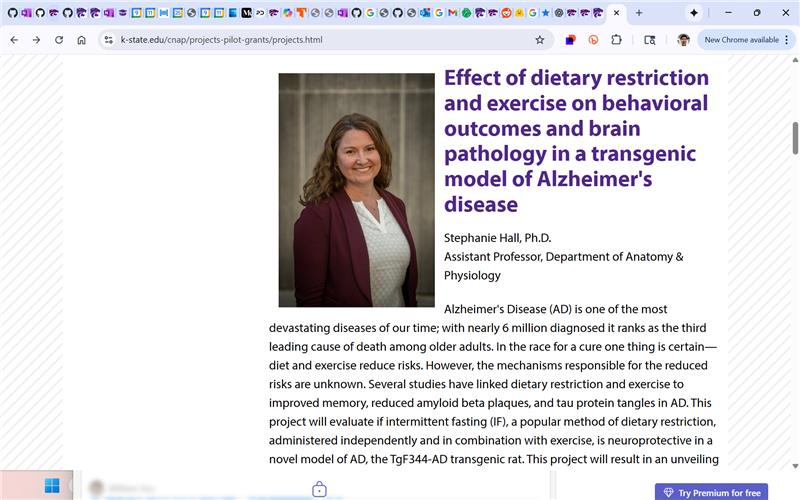 k-state.edu/cnap/projects-pilot-grants/projects.html
New Chrome available
Effect of dietary restriction
and exercise on behavioral
outcomes and brain
pathology in a transgenic
model of Alzheimer's
disease
Stephanie Hall, Ph.D.
Assistant Professor, Department of Anatomy &
Physiology
Alzheimer's Disease (AD) is one of the most
devastating diseases of our time; with nearly 6 million diagnosed it ranks as the third
leading cause of death among older adults. In the race for a cure one thing is certain—
diet and exercise reduce risks. However, the mechanisms responsible for the reduced
risks are unknown. Several studies have linked dietary restriction and exercise to
improved memory, reduced amyloid beta plaques, and tau protein tangles in AD. This
project will evaluate if intermittent fasting (IF), a popular method of dietary restriction,
administered independently and in combination with exercise, is neuroprotective in a
novel model of AD, the TgF344-AD transgenic rat. This project will result in an unveiling
Try Premium for free